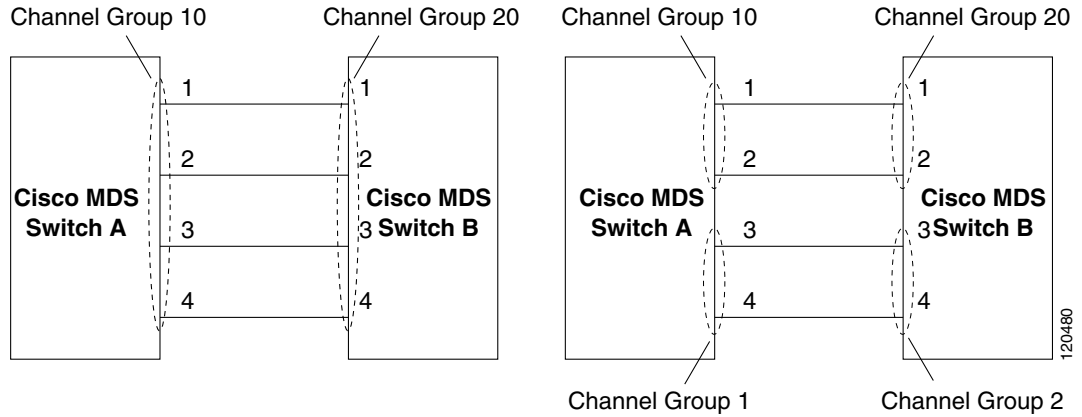 Channel Group 10
Channel Group 20
1
1
2
2
Cisco MDS
Switch A
Cisco MDS
Switch B
3
3
4
4
Channel Group 10
Channel Group 20
1
1
2
2
Cisco MDS
Switch A
Cisco MDS
Switch B
3
3
4
4
Channel Group 1
Channel Group 2
120480